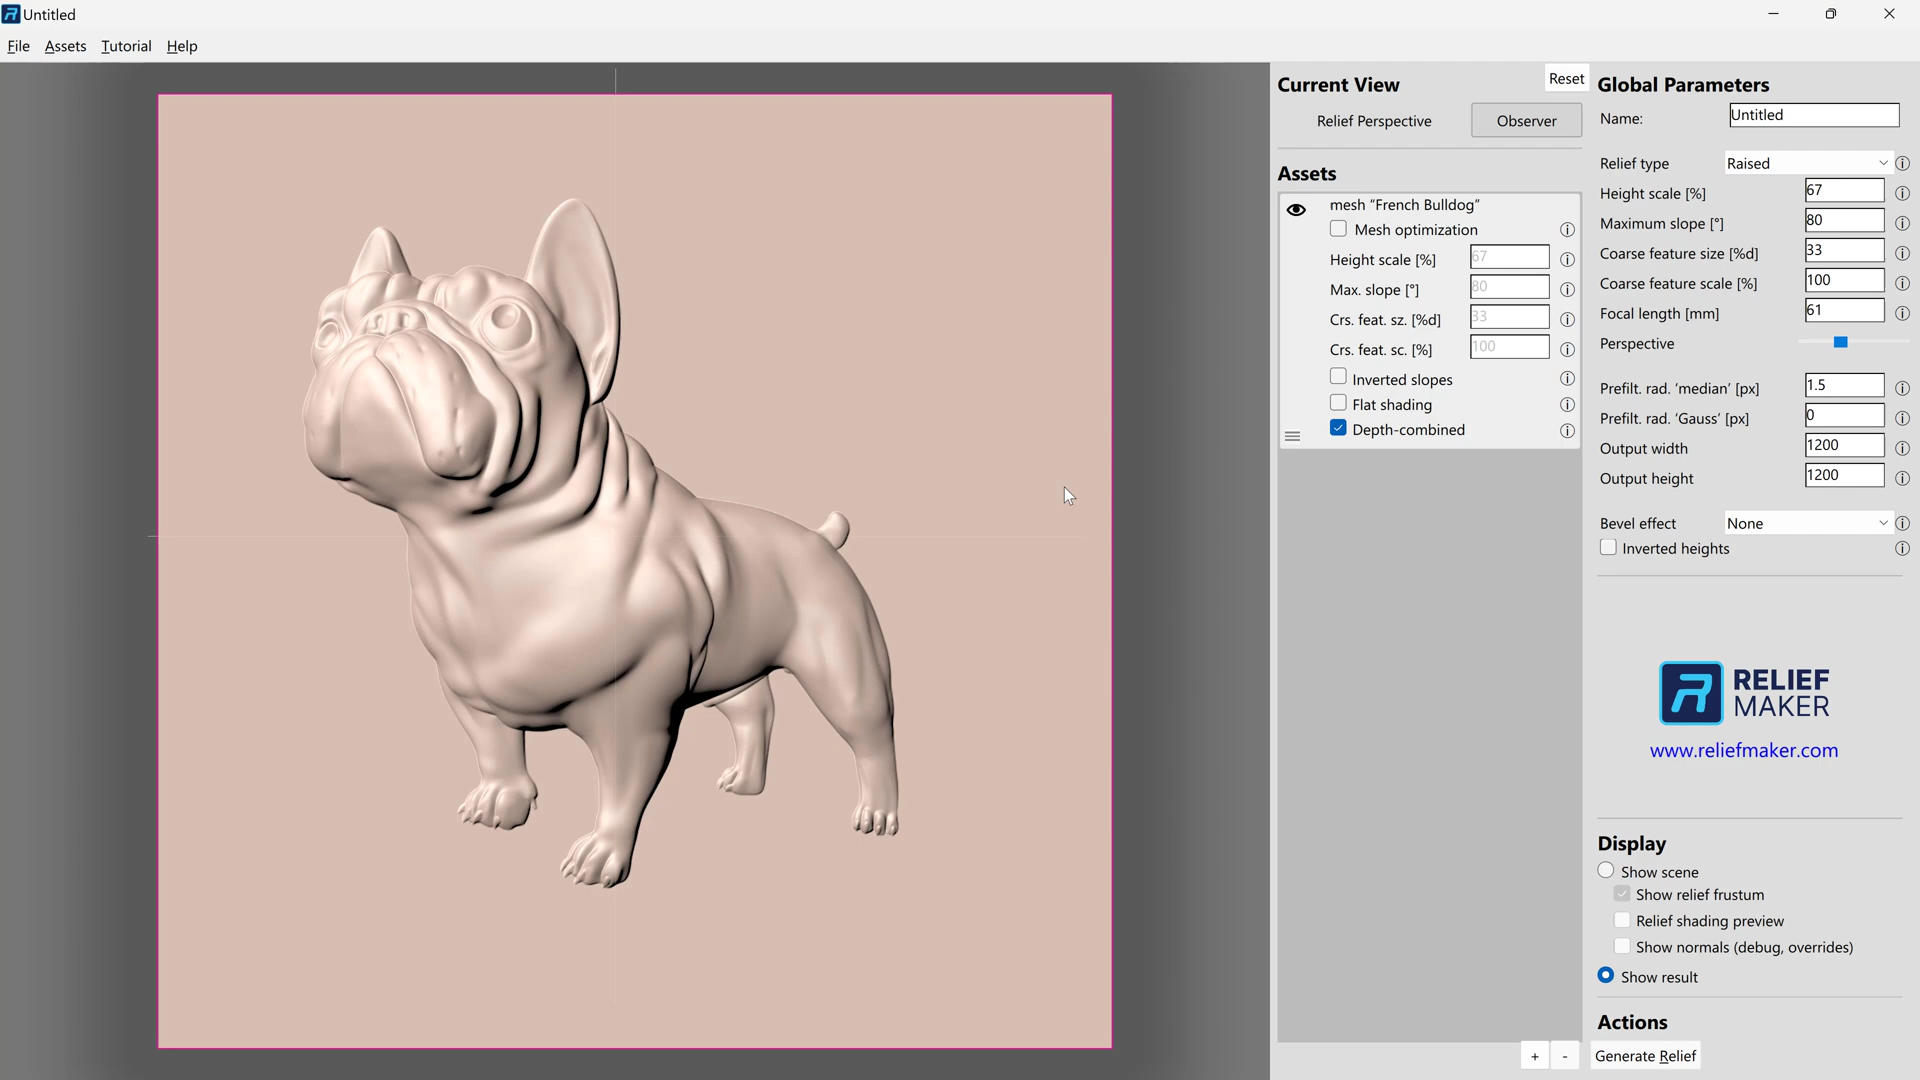 Untitled
File Assets Tutorial Help
Current View
Reset
Relief Perspective
Observer
Assets
mesh "French Bulldog"
Mesh optimization
Height scale [%] 67
Max. slope [°] 80
Crs. feat. sz. [%d] 33
Crs. feat. sc. [%] 100
Inverted slopes
Flat shading
Depth-combined
+ -
Global Parameters
Name: Untitled
Relief type Raised
Height scale [%] 67
Maximum slope [°] 80
Coarse feature size [%d] 33
Coarse feature scale [%] 100
Focal length [mm] 61
Perspective
Prefilt. rad. 'median' [px] 1.5
Prefilt. rad. 'Gauss' [px] 0
Output width 1200
Output height 1200
Bevel effect None
Inverted heights
RELIEF
MAKER
www.reliefmaker.com
Display
Show scene
Show relief frustum
Relief shading preview
Show normals (debug, overrides)
Show result
Actions
Generate Relief